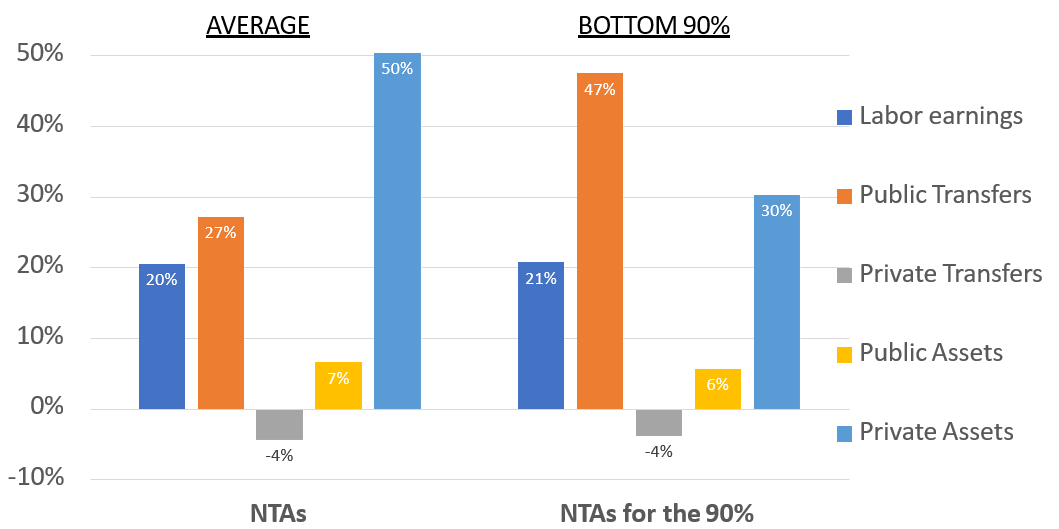 AVERAGE
BOTTOM 90%
50%
40%
30%
20%
10%
0%
-10%
20%
27%
-4%
7%
50%
21%
47%
-4%
6%
30%
NTAs
NTAs for the 90%
Labor earnings
Public Transfers
Private Transfers
Public Assets
Private Assets